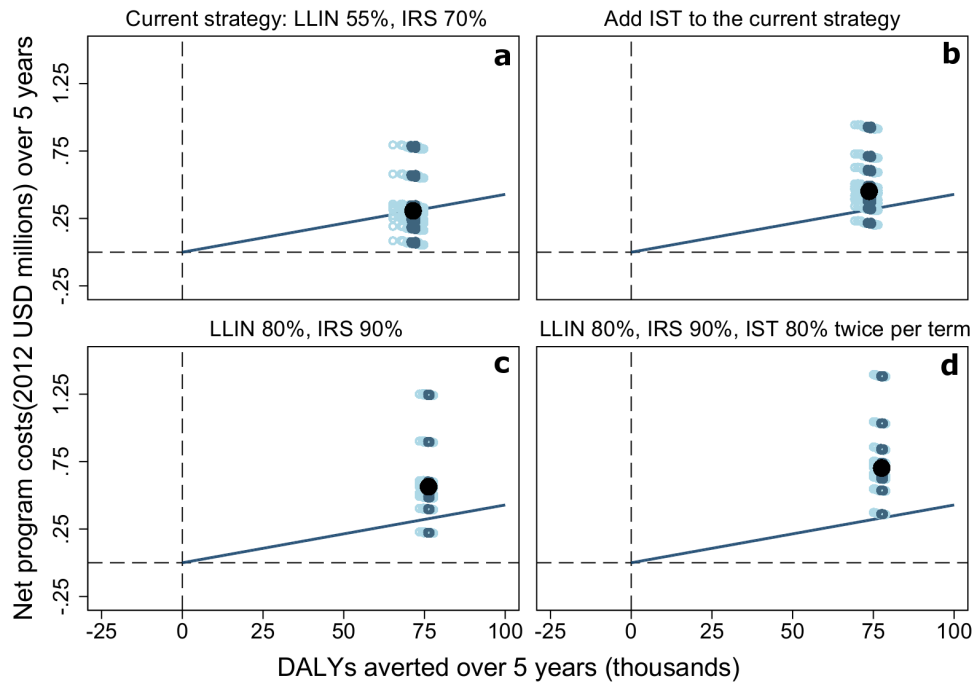 Current strategy: LLIN 55%, IRS 70%
Add IST to the current strategy
a
b
1.25
.75
.25
-.25
LLIN 80%, IRS 90%
LLIN 80%, IRS 90%, IST 80% twice per term
c
d
1.25
.75
.25
-.25
Net program costs(2012 USD millions) over 5 years
-25 0 25 50 75 100
-25 0 25 50 75 100
DALYs averted over 5 years (thousands)